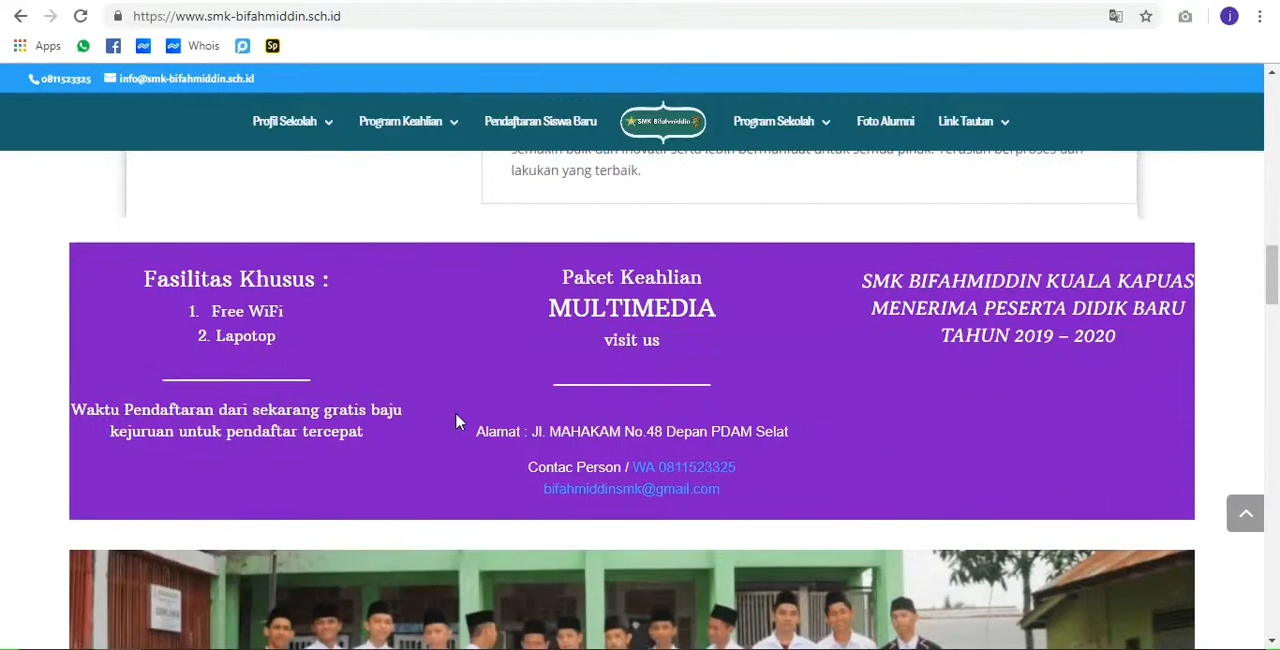 https://www.smk-bifahmiddin.sch.id
j
Apps
Whois
Sp
0811523325
info@smk-bifahmiddin.sch.id
Profil Sekolah
Program Keahlian
Pendaftaran Siswa Baru
SMK Bifahmiddin
Program Sekolah
Foto Alumni
Link Tautan
semakin baik dan inovatif serta lebih bermanfaat untuk semua pihak. Teruslah berproses dan
lakukan yang terbaik.
Fasilitas Khusus :
1. Free WiFi
2. Lapotop
Waktu Pendaftaran dari sekarang gratis baju
kejuruan untuk pendaftar tercepat
Paket Keahlian
MULTIMEDIA
visit us
Alamat : Jl. MAHAKAM No.48 Depan PDAM Selat
Contac Person / WA 0811523325
bifahmiddinsmk@gmail.com
SMK BIFAHMIDDIN KUALA KAPUAS
MENERIMA PESERTA DIDIK BARU
TAHUN 2019 – 2020